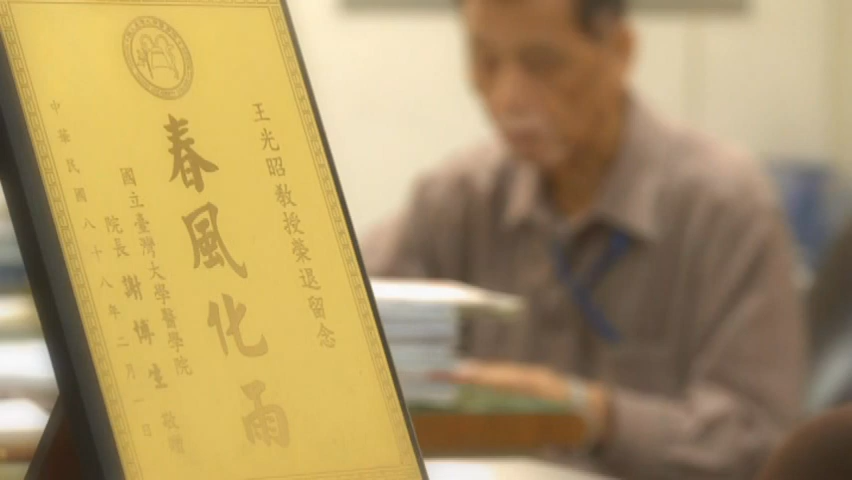 王光昭教授榮退留念
春風化雨
國立臺灣大學醫學院
院長 謝博生 敬贈
中華民國八十八年二月一日